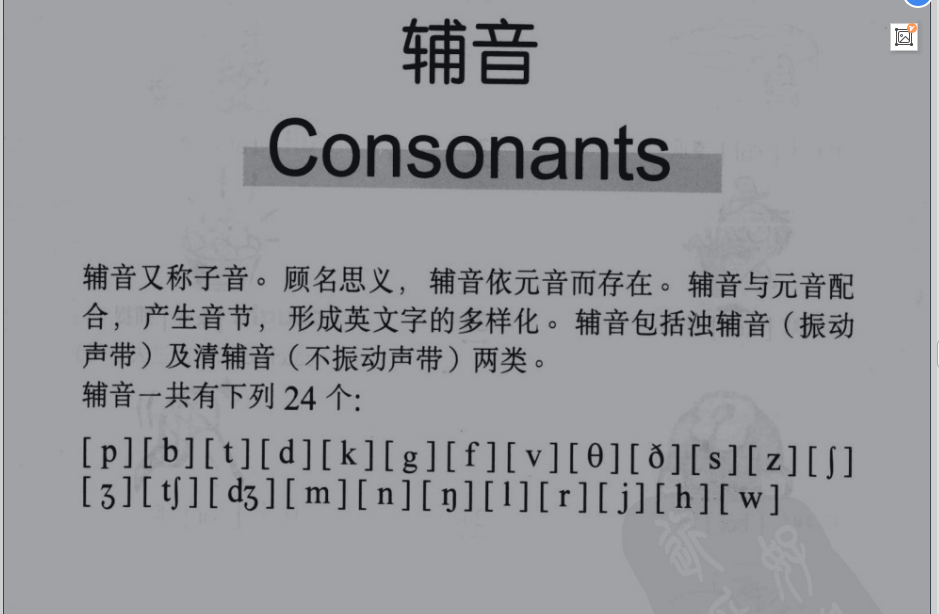 辅音
Consonants
辅音又称子音。顾名思义，辅音依元音而存在。辅音与元音配
合，产生音节，形成英文字的多样化。辅音包括浊辅音（振动
声带）及清辅音（不振动声带）两类。
辅音一共有下列 24 个:
[ p ] [ b ] [ t ] [ d ] [ k ] [ g ] [ f ] [ v ] [ θ ] [ ð ] [ s ] [ z ] [ ʃ ]
[ ʒ ] [ tʃ ] [ dʒ ] [ m ] [ n ] [ ŋ ] [ l ] [ r ] [ j ] [ h ] [ w ]